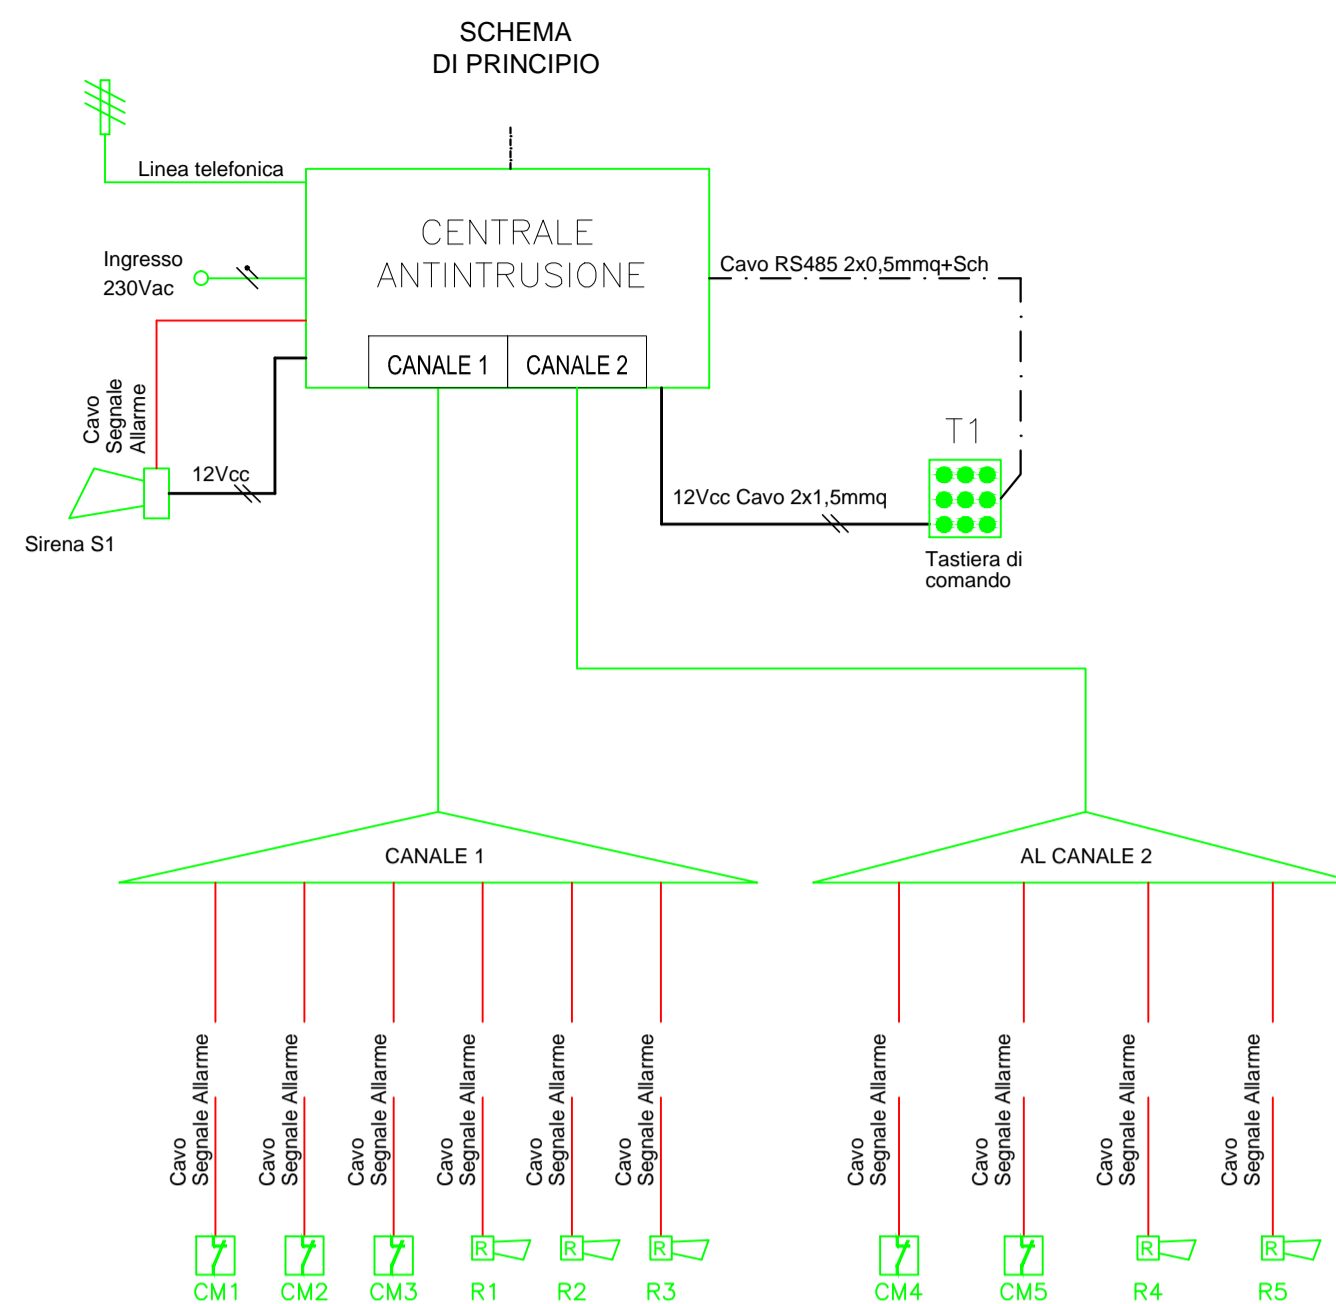 SCHEMA
DI PRINCIPIO
Linea telefonica
CENTRALE
ANTINTRUSIONE
Ingresso
230Vac
Cavo RS485 2x0,5mmq+Sch
CANALE 1
CANALE 2
Cavo
Segnale
Allarme
T1
12Vcc
12Vcc Cavo 2x1,5mmq
Sirena S1
Tastiera di
comando
CANALE 1
AL CANALE 2
Cavo
Segnale Allarme
Cavo
Segnale Allarme
Cavo
Segnale Allarme
Cavo
Segnale Allarme
Cavo
Segnale Allarme
Cavo
Segnale Allarme
Cavo
Segnale Allarme
Cavo
Segnale Allarme
Cavo
Segnale Allarme
Cavo
Segnale Allarme
R
R
R
R
R
CM1
CM2
CM3
R1
R2
R3
CM4
CM5
R4
R5